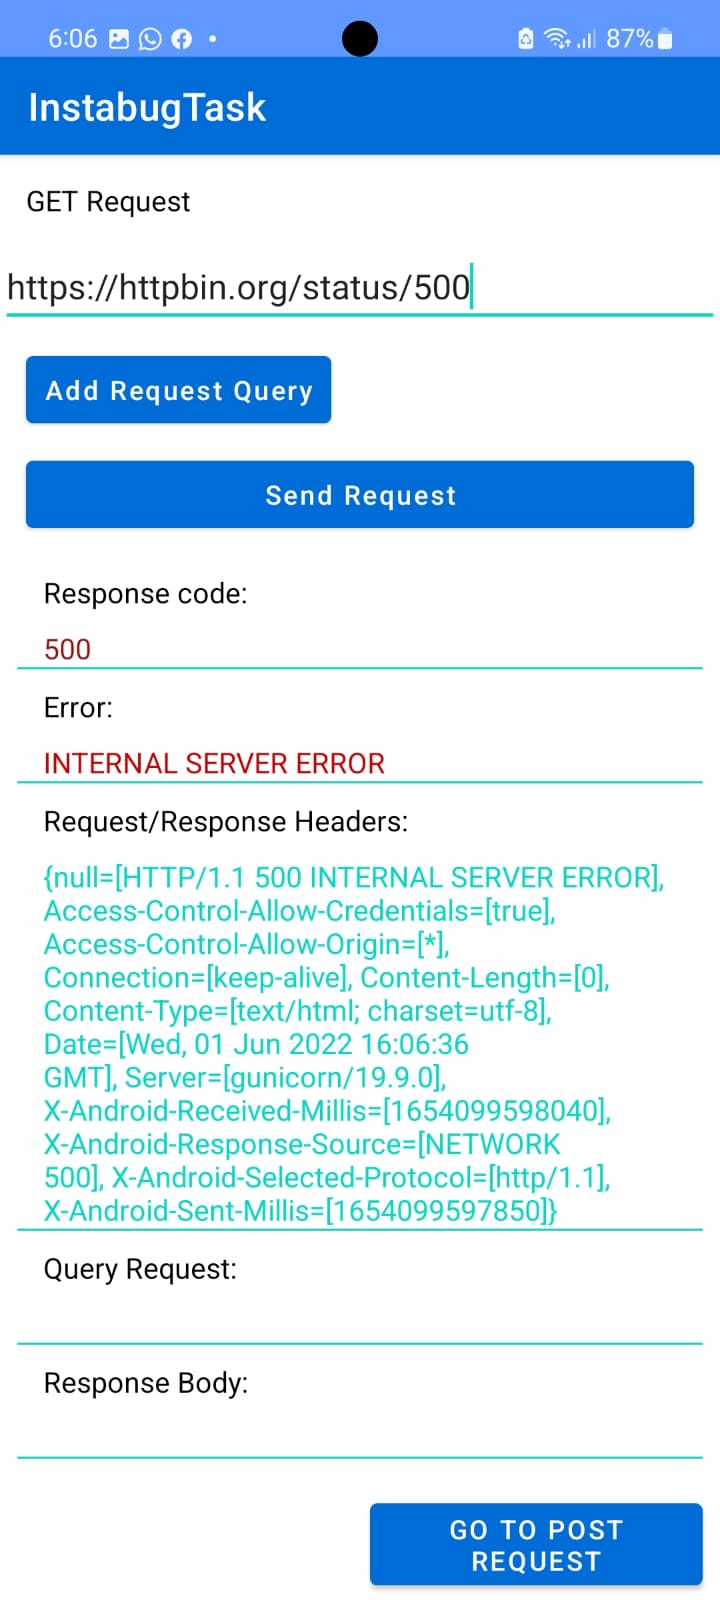 6:06 87%
InstabugTask
GET Request
https://httpbin.org/status/500
Add Request Query
Send Request
Response code:
500
Error:
INTERNAL SERVER ERROR
Request/Response Headers:
{null=[HTTP/1.1 500 INTERNAL SERVER ERROR],
Access-Control-Allow-Credentials=[true],
Access-Control-Allow-Origin=[*],
Connection=[keep-alive], Content-Length=[0],
Content-Type=[text/html; charset=utf-8],
Date=[Wed, 01 Jun 2022 16:06:36
GMT], Server=[gunicorn/19.9.0],
X-Android-Received-Millis=[1654099598040],
X-Android-Response-Source=[NETWORK
500], X-Android-Selected-Protocol=[http/1.1],
X-Android-Sent-Millis=[1654099597850]}
Query Request:
Response Body:
GO TO POST
REQUEST